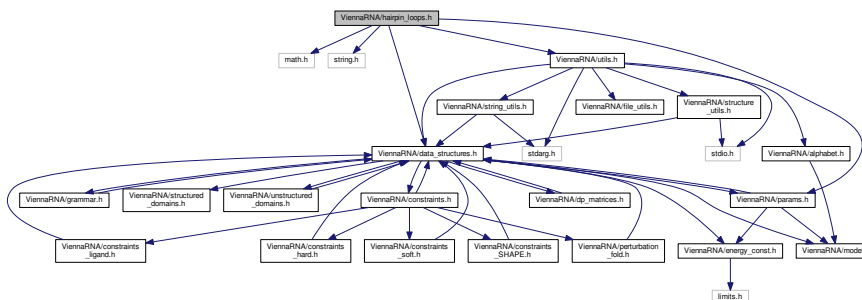 ViennaRNA/hairpin_loops.h
math.h
string.h
ViennaRNA/utils.h
ViennaRNA/string_utils.h
ViennaRNA/file_utils.h
ViennaRNA/structure
_utils.h
ViennaRNA/data_structures.h
stdarg.h
stdio.h
ViennaRNA/alphabet.h
ViennaRNA/grammar.h
ViennaRNA/structured
_domains.h
ViennaRNA/unstructured
_domains.h
ViennaRNA/constraints.h
ViennaRNA/dp_matrices.h
ViennaRNA/params.h
ViennaRNA/constraints
_ligand.h
ViennaRNA/constraints
_hard.h
ViennaRNA/constraints
_soft.h
ViennaRNA/constraints
_SHAPE.h
ViennaRNA/perturbation
_fold.h
ViennaRNA/energy_const.h
ViennaRNA/mode
limits.h